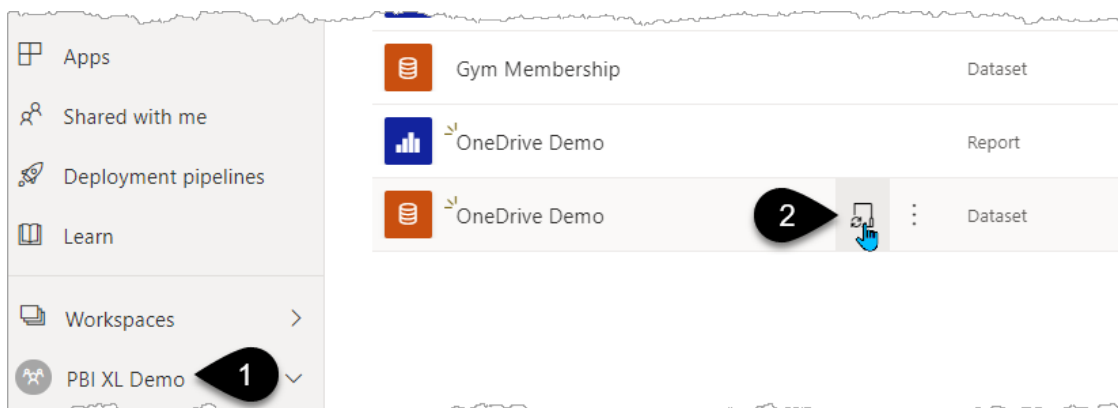 Apps
Shared with me
Deployment pipelines
Learn
Workspaces
PBI XL Demo 1
Gym Membership Dataset
OneDrive Demo Report
OneDrive Demo 2 Dataset